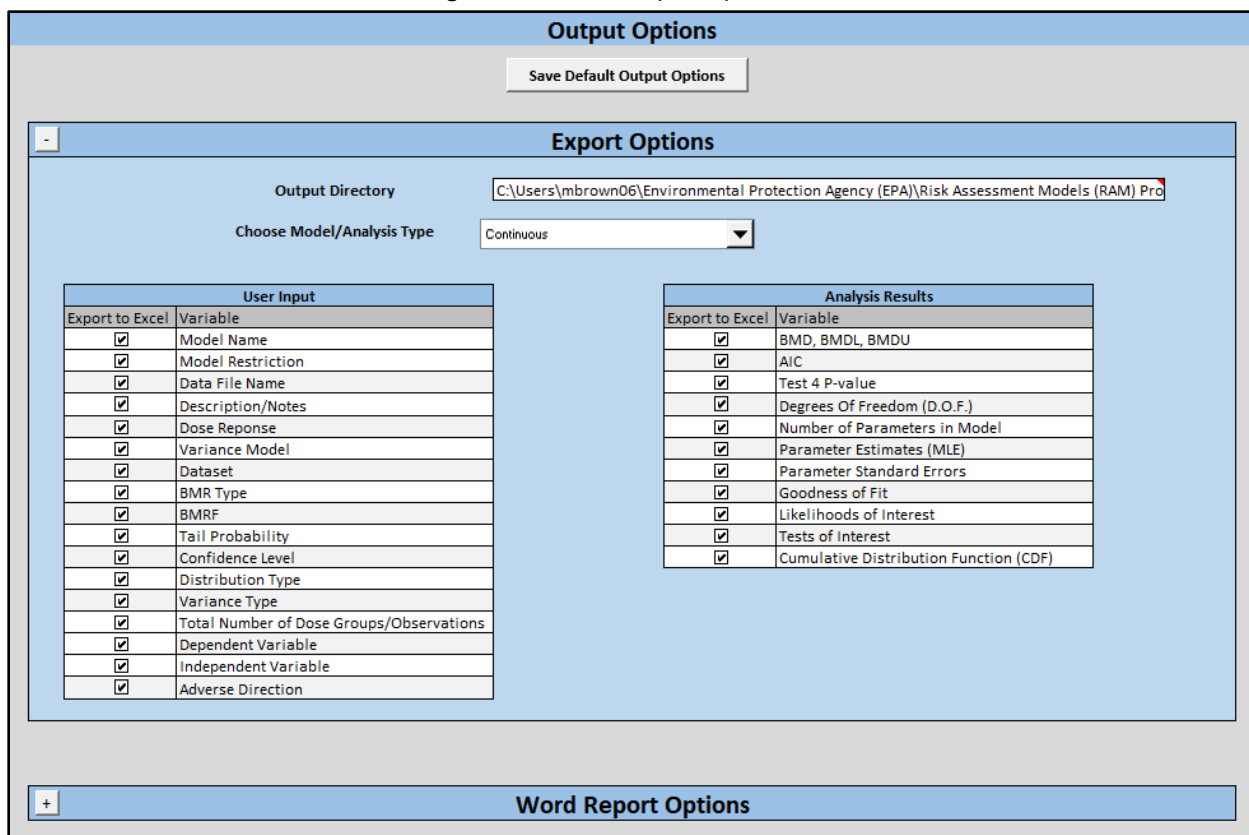 Output Options
Save Default Output Options
-
Export Options
Output Directory C:\Users\mbrown06\Environmental Protection Agency (EPA)\Risk Assessment Models (RAM) Pro
Choose Model/Analysis Type Continuous
User Input
Export to Excel Variable
Model Name
Model Restriction
Data File Name
Description/Notes
Dose Reponse
Variance Model
Dataset
BMR Type
BMRF
Tail Probability
Confidence Level
Distribution Type
Variance Type
Total Number of Dose Groups/Observations
Dependent Variable
Independent Variable
Adverse Direction
Analysis Results
Export to Excel Variable
BMD, BMDL, BMDU
AIC
Test 4 P-value
Degrees Of Freedom (D.O.F.)
Number of Parameters in Model
Parameter Estimates (MLE)
Parameter Standard Errors
Goodness of Fit
Likelihoods of Interest
Tests of Interest
Cumulative Distribution Function (CDF)
+
Word Report Options